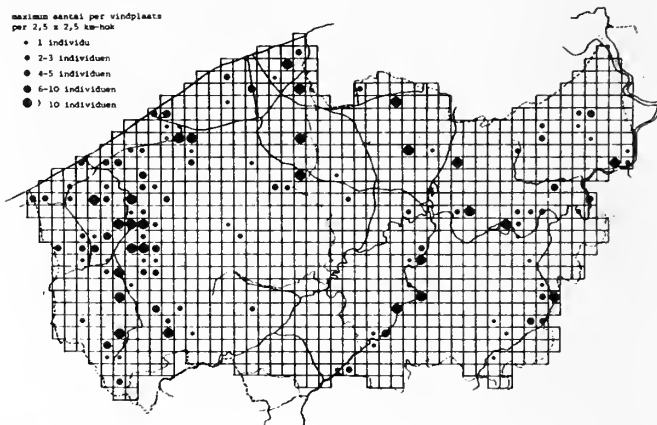 maximum aantal per vindplaats
per 2,5 x 2,5 km-hok
1 individu
2-3 individuen
4-5 individuen
6-10 individuen
> 10 individuen